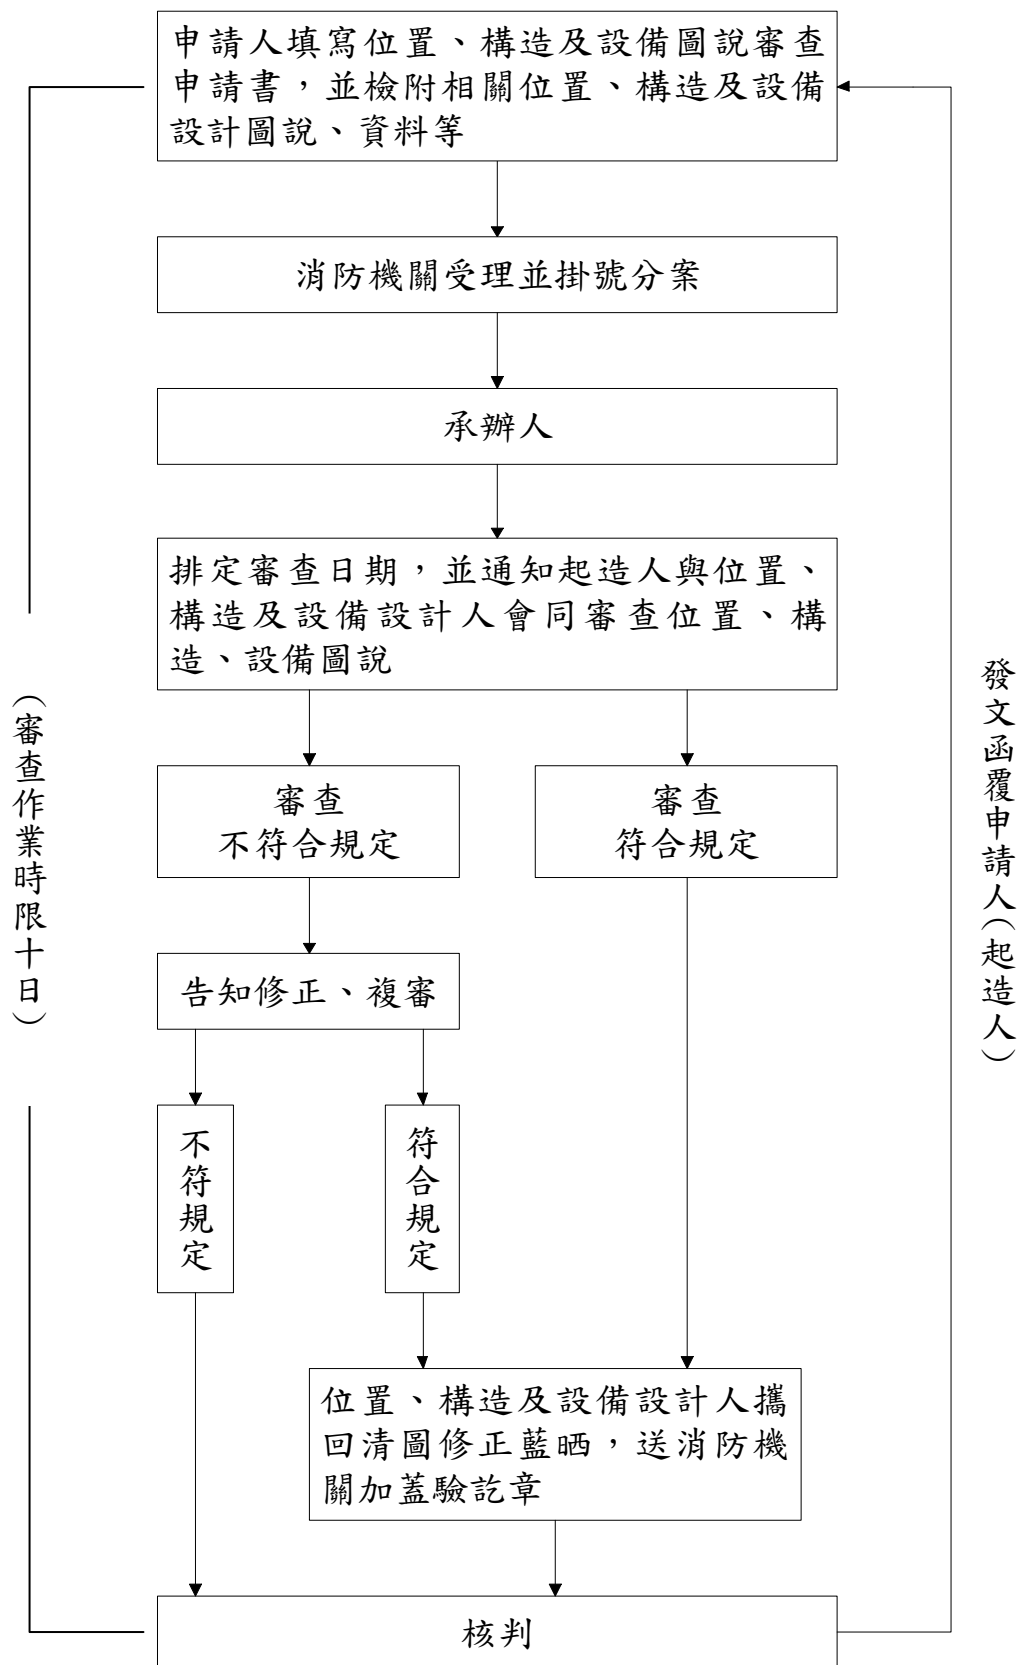 申請人填寫位置、構造及設備圖說審查
申請書，並檢附相關位置、構造及設備
設計圖說、資料等
消防機關受理並掛號分案
承辦人
排定審查日期，並通知起造人與位置、
構造及設備設計人會同審查位置、構
造、設備圖說
（審查作業時限十日）
發文函覆申請人（起造人）
審查
不符合規定
審查
符合規定
告知修正、複審
不符規定
符合規定
位置、構造及設備設計人攜
回清圖修正藍晒，送消防機
關加蓋驗訖章
核判